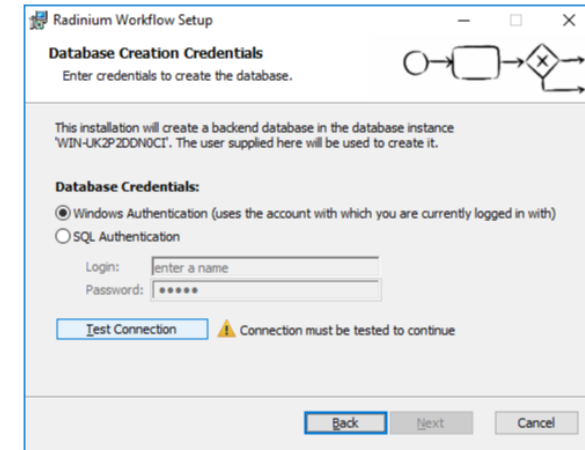 Radinium Workflow Setup
Database Creation Credentials
Enter credentials to create the database.
This installation will create a backend database in the database instance
'WIN-UK2P2DDN0CI'. The user supplied here will be used to create it.
Database Credentials:
Windows Authentication (uses the account with which you are currently logged in with)
SQL Authentication
Login: enter a name
Password: •••••
Test Connection Connection must be tested to continue
Back Next Cancel